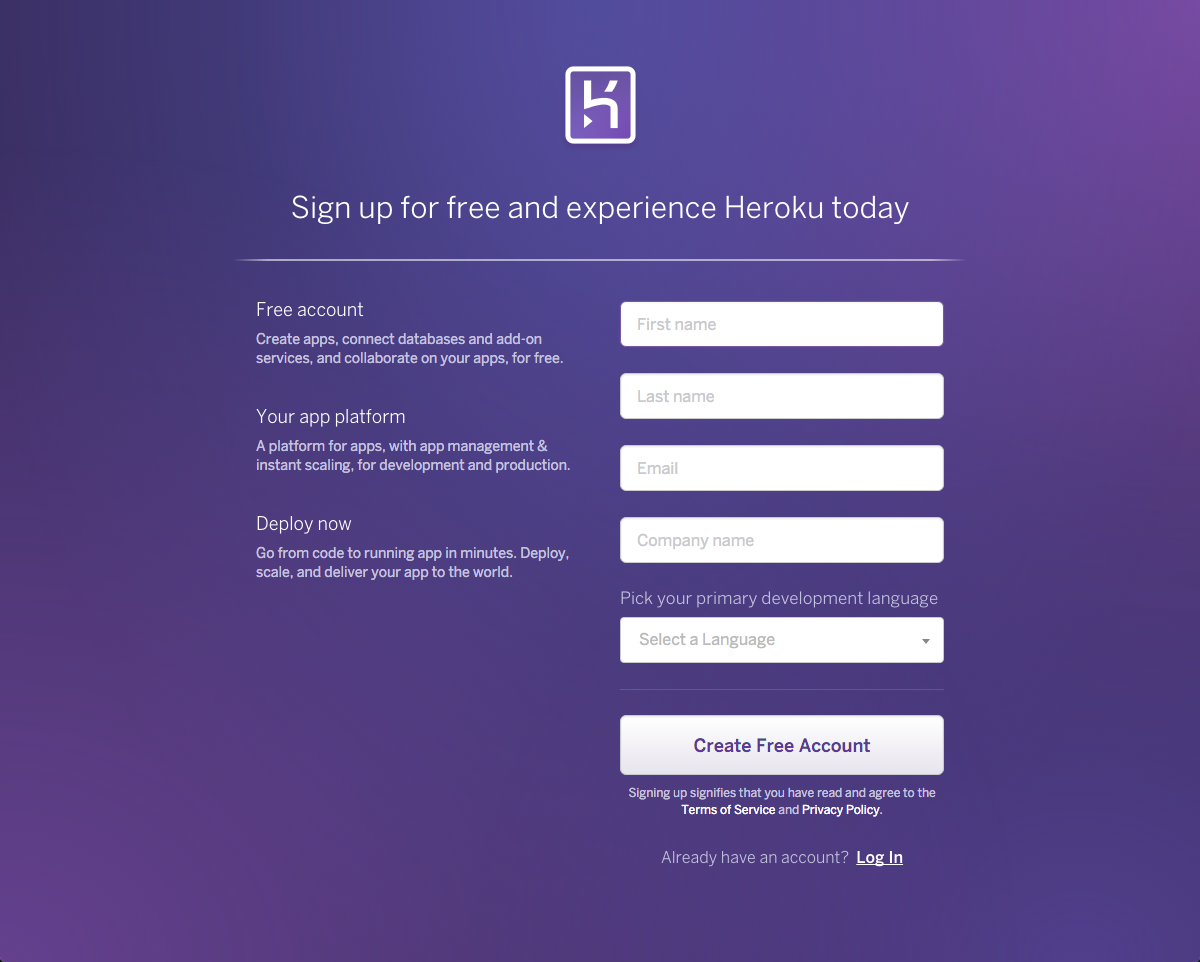 Sign up for free and experience Heroku today
Free account
Create apps, connect databases and add-on
services, and collaborate on your apps, for free.
Your app platform
A platform for apps, with app management &
instant scaling, for development and production.
Deploy now
Go from code to running app in minutes. Deploy,
scale, and deliver your app to the world.
First name
Last name
Email
Company name
Pick your primary development language
Select a Language
Create Free Account
Signing up signifies that you have read and agree to the
Terms of Service and Privacy Policy.
Already have an account? Log In